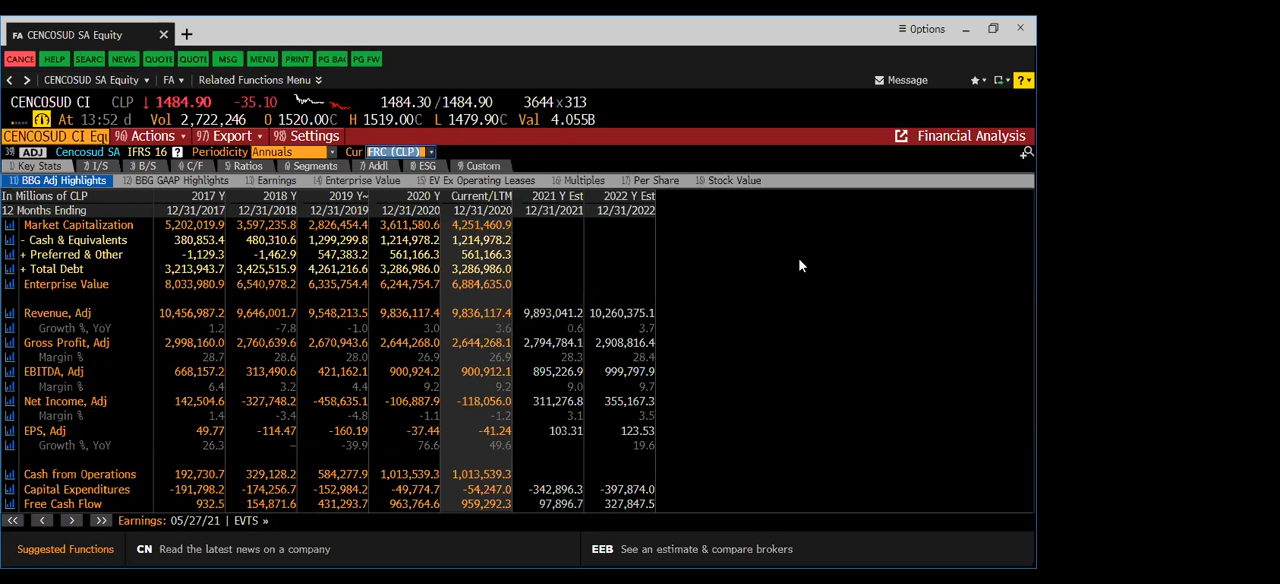 FA CENCOSUD SA Equity × + Options
CANCE HELP SEARC NEWS QUOTE QUOTE MSG MENU PRINT PG BAC PG FW
CENCOSUD SA Equity FA Related Functions Menu Message
CENCOSUD CI CLP ↓ 1484.90 -35.10 1484.30 /1484.90 3644 x 313
At 13:52 d Vol 2,722,246 O 1520.00C H 1519.00C L 1479.90C Val 4.055B
CENCOSUD CI Equ 96) Actions 97) Export 98) Settings Financial Analysis
ADJ Cencosud SA IFRS 16 ? Periodicity Annuals Cur FRC (CLP)
1) Key Stats 2) I/S 3) B/S 4) C/F 5) Ratios 6) Segments 7) Addl 8) ESG 9) Custom
11) BBG Adj Highlights 12) BBG GAAP Highlights 13) Earnings 14) Enterprise Value 15) EV Ex Operating Leases 16) Multiples 17) Per Share 18) Stock Value
In Millions of CLP 2017 Y 2018 Y 2019 Y 2020 Y Current/LTM 2021 Y Est 2022 Y Est
12 Months Ending 12/31/2017 12/31/2018 12/31/2019 12/31/2020 12/31/2020 12/31/2021 12/31/2022
Market Capitalization 5,202,019.9 3,597,235.8 2,826,454.4 3,611,580.6 4,251,460.9
- Cash & Equivalents 380,853.4 480,310.6 1,299,299.8 1,214,978.2 1,214,978.2
+ Preferred & Other -1,129.3 -1,462.9 547,383.2 561,166.3 561,166.3
+ Total Debt 3,213,943.7 3,425,515.9 4,261,216.6 3,286,986.0 3,286,986.0
Enterprise Value 8,033,980.9 6,540,978.2 6,335,754.4 6,244,754.7 6,884,635.0
Revenue, Adj 10,456,987.2 9,646,001.7 9,548,213.5 9,836,117.4 9,836,117.4 9,893,041.2 10,260,375.1
Growth %, YoY 1.2 -7.8 -1.0 3.0 3.6 0.6 3.7
Gross Profit, Adj 2,998,160.0 2,760,639.6 2,670,943.6 2,644,268.0 2,644,268.1 2,794,784.1 2,908,816.4
Margin % 28.7 28.6 28.0 26.9 26.9 28.3 28.4
EBITDA, Adj 668,157.2 313,490.6 421,162.1 900,924.2 900,912.1 895,226.9 999,797.9
Margin % 6.4 3.2 4.4 9.2 9.2 9.0 9.7
Net Income, Adj 142,504.6 -327,748.2 -458,635.1 -106,887.9 -118,056.0 311,276.8 355,167.3
Margin % 1.4 -3.4 -4.8 -1.1 -1.2 3.1 3.5
EPS, Adj 49.77 -114.47 -160.19 -37.44 -41.24 103.31 123.53
Growth %, YoY 26.3 – -39.9 76.6 49.6 19.6
Cash from Operations 192,730.7 329,128.2 584,277.9 1,013,539.3 1,013,539.3
Capital Expenditures -191,798.2 -174,256.7 -152,984.2 -49,774.7 -54,247.0 -342,896.3 -397,874.0
Free Cash Flow 932.5 154,871.6 431,293.7 963,764.6 959,292.3 97,896.7 327,847.5
Earnings: 05/27/21 | EVTS »
Suggested Functions CN Read the latest news on a company EEB See an estimate & compare brokers